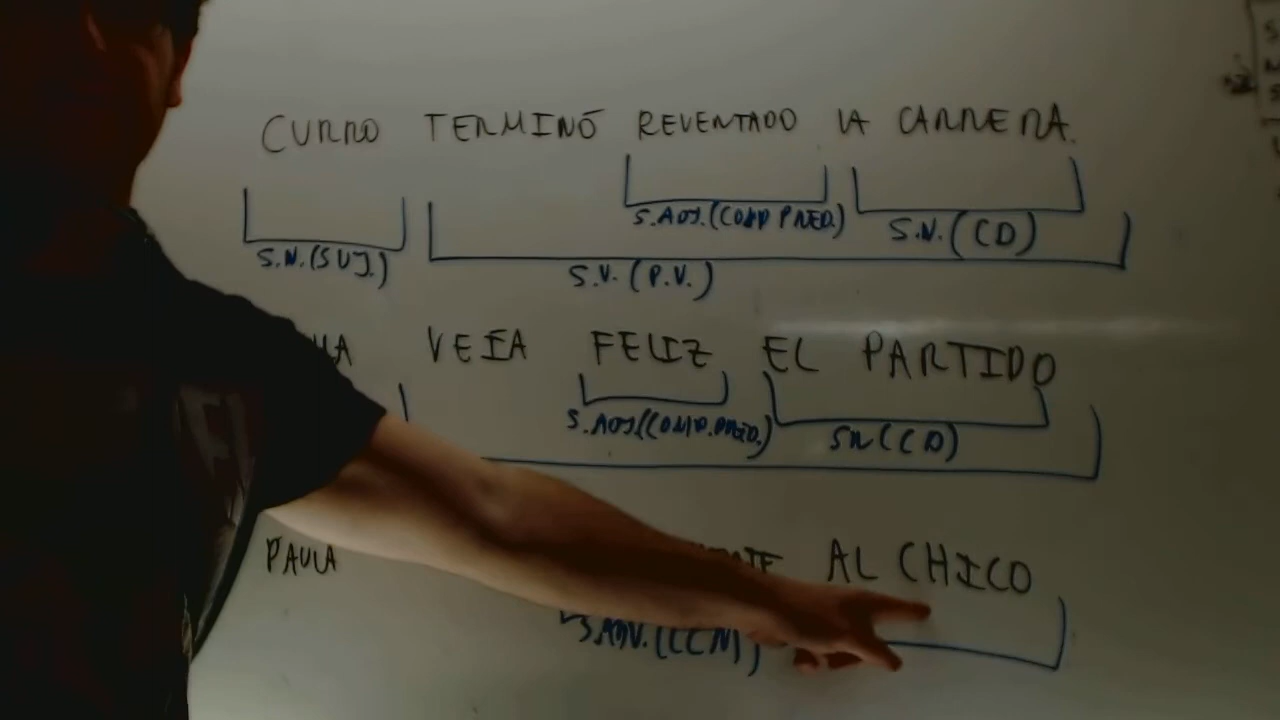 CURRO TERMINÓ REVENTADO LA CARRERA.
S.ADJ.(COMP PRED.) S.N.(CD)
S.N.(SUJ.)
S.V.(P.V.)
VEÍA FELIZ EL PARTIDO
S.ADJ.(COMP.PRED.) SN(CD)
PAULA AL CHICO
S.ADV.(CCM)